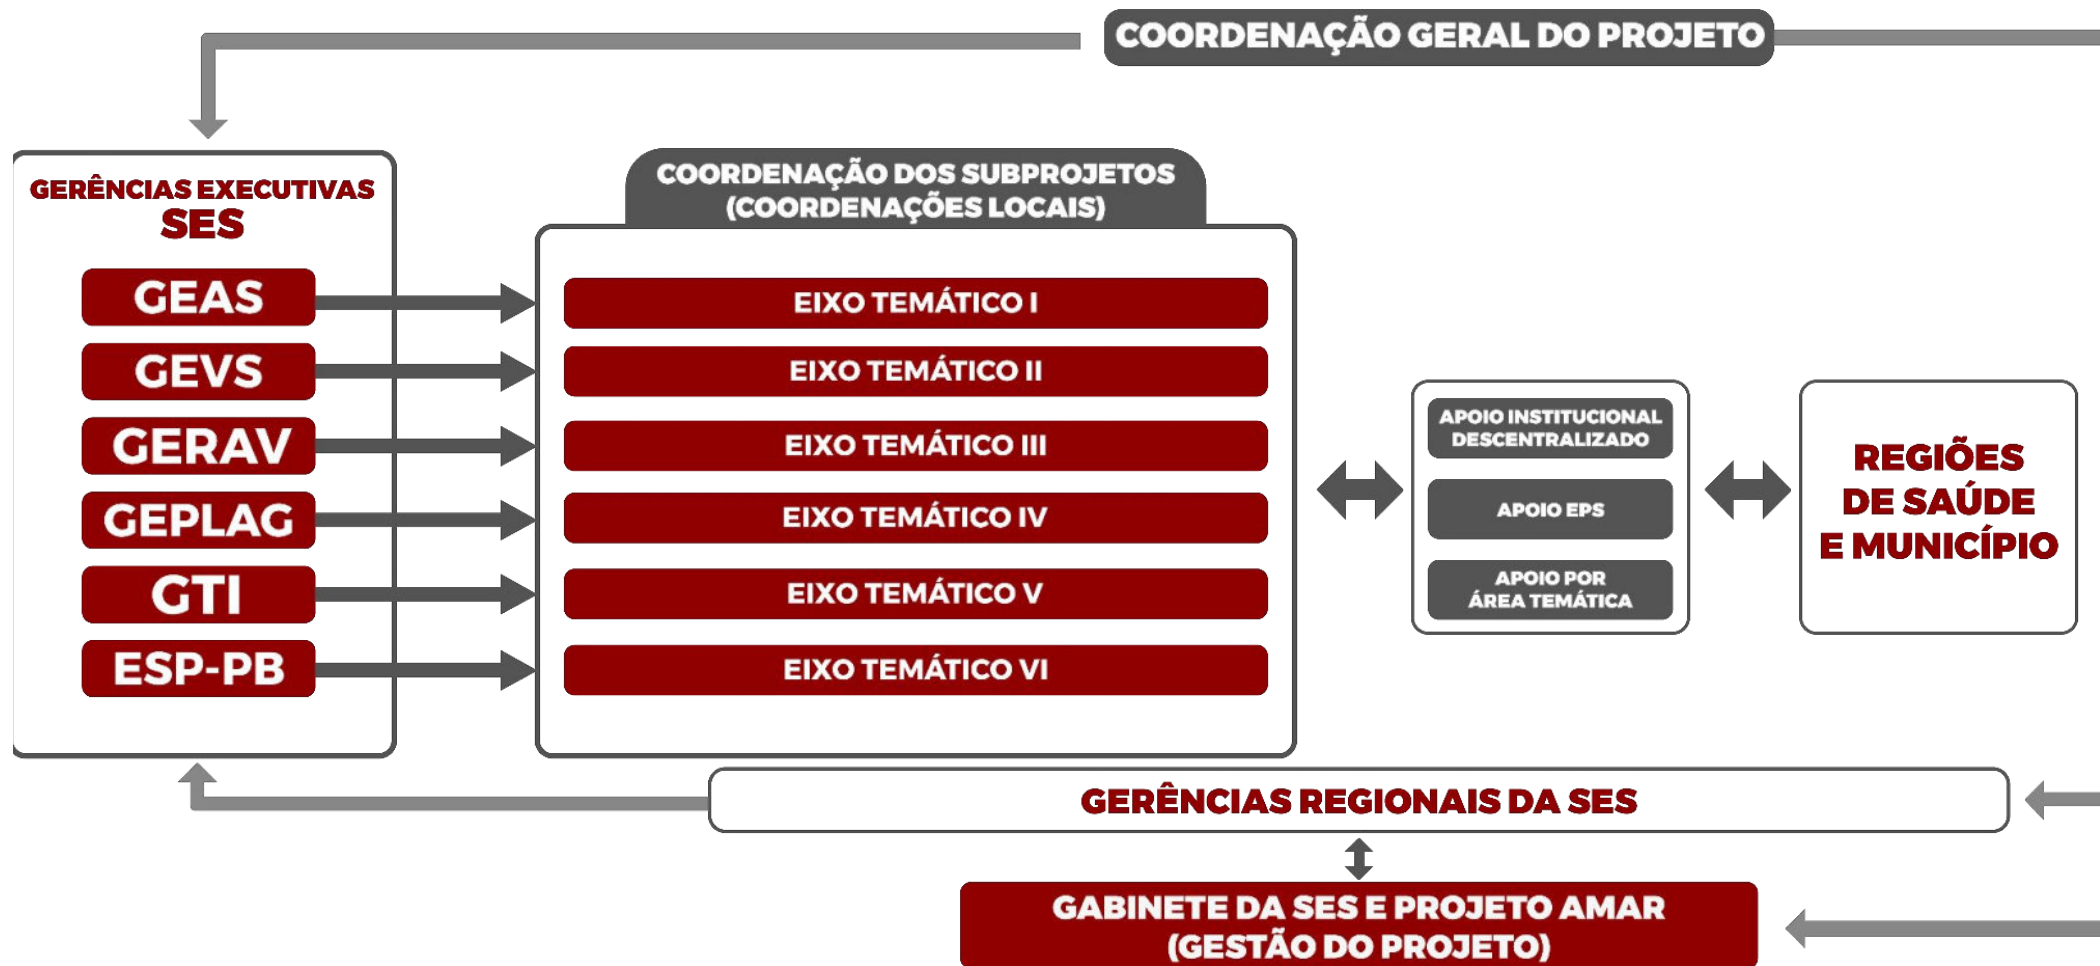 COORDENAÇÃO GERAL DO PROJETO
GERÊNCIAS EXECUTIVAS
SES
GEAS
GEVS
GERAV
GEPLAG
GTI
ESP-PB
COORDENAÇÃO DOS SUBPROJETOS
(COORDENAÇÕES LOCAIS)
EIXO TEMÁTICO I
EIXO TEMÁTICO II
EIXO TEMÁTICO III
EIXO TEMÁTICO IV
EIXO TEMÁTICO V
EIXO TEMÁTICO VI
APOIO INSTITUCIONAL
DESCENTRALIZADO
APOIO EPS
APOIO POR
ÁREA TEMÁTICA
REGIÕES
DE SAÚDE
E MUNICÍPIO
GERÊNCIAS REGIONAIS DA SES
GABINETE DA SES E PROJETO AMAR
(GESTÃO DO PROJETO)